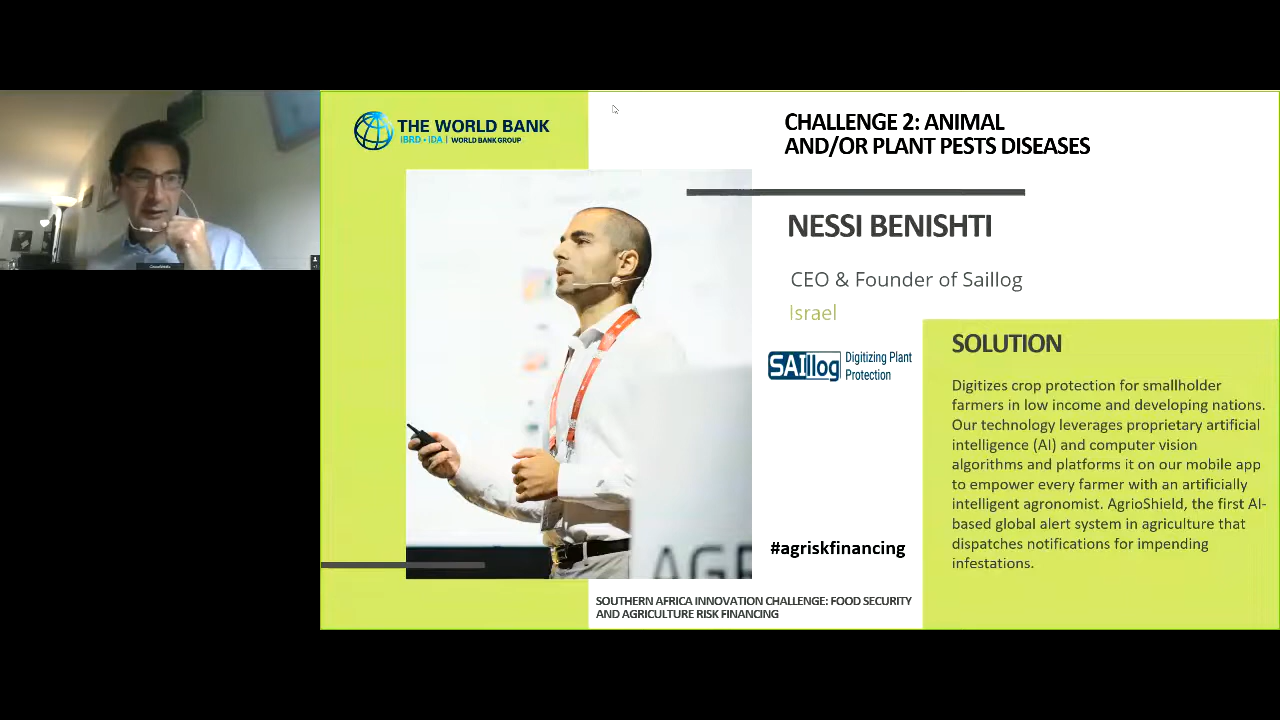 THE WORLD BANK
IBRD • IDA | WORLD BANK GROUP
CHALLENGE 2: ANIMAL
AND/OR PLANT PESTS DISEASES
NESSI BENISHTI
CEO & Founder of Saillog
Israel
SAIllog Digitizing Plant
Protection
SOLUTION
Digitizes crop protection for smallholder
farmers in low income and developing nations.
Our technology leverages proprietary artificial
intelligence (AI) and computer vision
algorithms and platforms it on our mobile app
to empower every farmer with an artificially
intelligent agronomist. AgrioShield, the first AI-
based global alert system in agriculture that
dispatches notifications for impending
infestations.
AGR
#agriskfinancing
SOUTHERN AFRICA INNOVATION CHALLENGE: FOOD SECURITY
AND AGRICULTURE RISK FINANCING